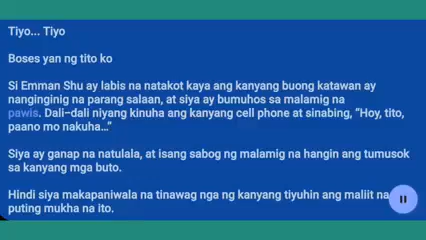 Tiyo... Tiyo
Boses yan ng tito ko
Si Emman Shu ay labis na natakot kaya ang kanyang buong katawan ay
nanginginig na parang salaan, at siya ay bumuhos sa malamig na
pawis. Dali-dali niyang kinuha ang kanyang cell phone at sinabing, "Hoy, tito,
paano mo nakuha..."
Siya ay ganap na natulala, at isang sabog ng malamig na hangin ang tumusok
sa kanyang mga buto.
Hindi siya makapaniwala na tinawag nga ng kanyang tiyuhin ang maliit na
puting mukha na ito.